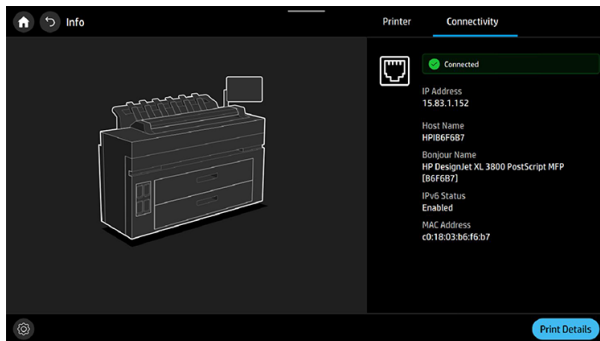 Info
Printer
Connectivity
Connected
IP Address
15.83.1.152
Host Name
HPIB6F6B7
Bonjour Name
HP DesignJet XL 3800 PostScript MFP
[B6F6B7]
IPv6 Status
Enabled
MAC Address
c0:18:03:b6:f6:b7
Print Details